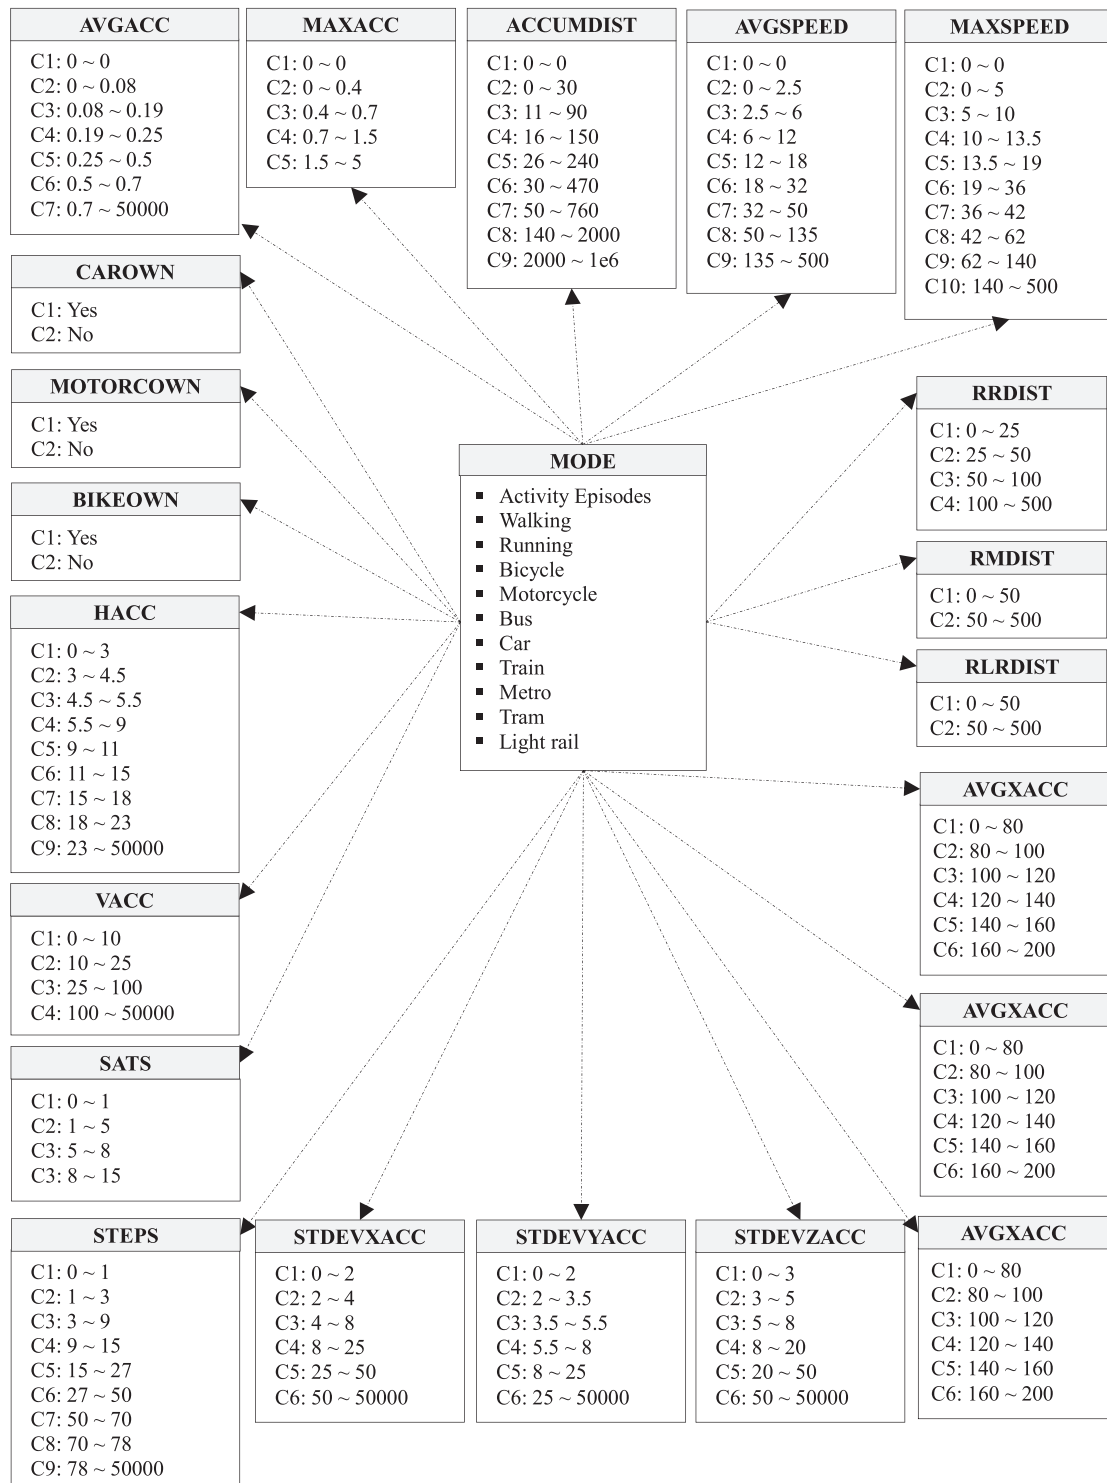 AVGACC
C1: 0 ~ 0
C2: 0 ~ 0.08
C3: 0.08 ~ 0.19
C4: 0.19 ~ 0.25
C5: 0.25 ~ 0.5
C6: 0.5 ~ 0.7
C7: 0.7 ~ 50000
MAXACC
C1: 0 ~ 0
C2: 0 ~ 0.4
C3: 0.4 ~ 0.7
C4: 0.7 ~ 1.5
C5: 1.5 ~ 5
ACCUMDIST
C1: 0 ~ 0
C2: 0 ~ 30
C3: 11 ~ 90
C4: 16 ~ 150
C5: 26 ~ 240
C6: 30 ~ 470
C7: 50 ~ 760
C8: 140 ~ 2000
C9: 2000 ~ 1e6
AVGSPEED
C1: 0 ~ 0
C2: 0 ~ 2.5
C3: 2.5 ~ 6
C4: 6 ~ 12
C5: 12 ~ 18
C6: 18 ~ 32
C7: 32 ~ 50
C8: 50 ~ 135
C9: 135 ~ 500
MAXSPEED
C1: 0 ~ 0
C2: 0 ~ 5
C3: 5 ~ 10
C4: 10 ~ 13.5
C5: 13.5 ~ 19
C6: 19 ~ 36
C7: 36 ~ 42
C8: 42 ~ 62
C9: 62 ~ 140
C10: 140 ~ 500
CAROWN
C1: Yes
C2: No
MOTORCOWN
C1: Yes
C2: No
BIKEOWN
C1: Yes
C2: No
HACC
C1: 0 ~ 3
C2: 3 ~ 4.5
C3: 4.5 ~ 5.5
C4: 5.5 ~ 9
C5: 9 ~ 11
C6: 11 ~ 15
C7: 15 ~ 18
C8: 18 ~ 23
C9: 23 ~ 50000
VACC
C1: 0 ~ 10
C2: 10 ~ 25
C3: 25 ~ 100
C4: 100 ~ 50000
SATS
C1: 0 ~ 1
C2: 1 ~ 5
C3: 5 ~ 8
C3: 8 ~ 15
MODE
▪ Activity Episodes
▪ Walking
▪ Running
▪ Bicycle
▪ Motorcycle
▪ Bus
▪ Car
▪ Train
▪ Metro
▪ Tram
▪ Light rail
RRDIST
C1: 0 ~ 25
C2: 25 ~ 50
C3: 50 ~ 100
C4: 100 ~ 500
RMDIST
C1: 0 ~ 50
C2: 50 ~ 500
RLRDIST
C1: 0 ~ 50
C2: 50 ~ 500
AVGXACC
C1: 0 ~ 80
C2: 80 ~ 100
C3: 100 ~ 120
C4: 120 ~ 140
C5: 140 ~ 160
C6: 160 ~ 200
AVGXACC
C1: 0 ~ 80
C2: 80 ~ 100
C3: 100 ~ 120
C4: 120 ~ 140
C5: 140 ~ 160
C6: 160 ~ 200
STEPS
C1: 0 ~ 1
C2: 1 ~ 3
C3: 3 ~ 9
C4: 9 ~ 15
C5: 15 ~ 27
C6: 27 ~ 50
C7: 50 ~ 70
C8: 70 ~ 78
C9: 78 ~ 50000
STDEVXACC
C1: 0 ~ 2
C2: 2 ~ 4
C3: 4 ~ 8
C4: 8 ~ 25
C5: 25 ~ 50
C6: 50 ~ 50000
STDEVYACC
C1: 0 ~ 2
C2: 2 ~ 3.5
C3: 3.5 ~ 5.5
C4: 5.5 ~ 8
C5: 8 ~ 25
C6: 25 ~ 50000
STDEVZACC
C1: 0 ~ 3
C2: 3 ~ 5
C3: 5 ~ 8
C4: 8 ~ 20
C5: 20 ~ 50
C6: 50 ~ 50000
AVGXACC
C1: 0 ~ 80
C2: 80 ~ 100
C3: 100 ~ 120
C4: 120 ~ 140
C5: 140 ~ 160
C6: 160 ~ 200